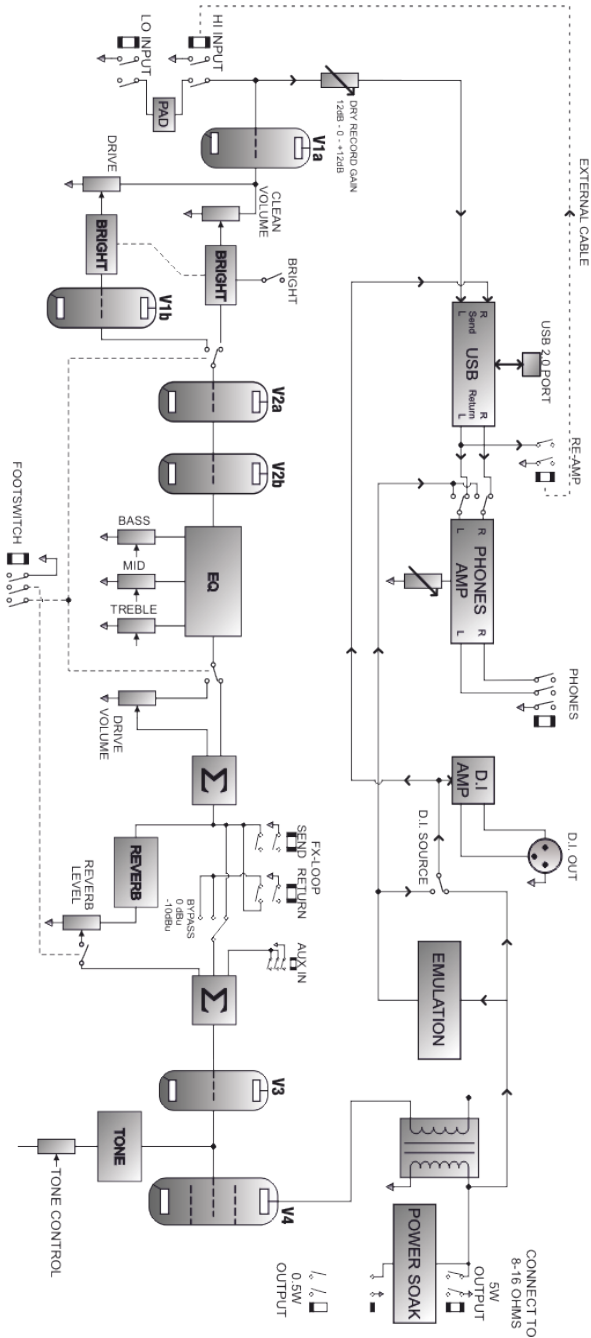 LO INPUT
HI INPUT
PAD
DRY RECORD GAIN
12dB - 0 - +12dB
EXTERNAL CABLE
V1a
DRIVE
CLEAN
VOLUME
BRIGHT
BRIGHT
BRIGHT
V1b
R
Send
L
USB
R
Return
L
USB 2.0 PORT
RE-AMP
V2a
V2b
FOOTSWITCH
BASS
MID
TREBLE
EQ
R
L
PHONES
AMP
R
L
PHONES
DRIVE
VOLUME
Σ
D.I
AMP
D.I. OUT
D.I. SOURCE
FX-LOOP
SEND RETURN
REVERB
REVERB
LEVEL
BYPASS
0 dBu
-10dBu
AUX IN
Σ
EMULATION
V3
TONE
TONE CONTROL
V4
POWER SOAK
5W
OUTPUT
0.5W
OUTPUT
CONNECT TO
8-16 OHMS